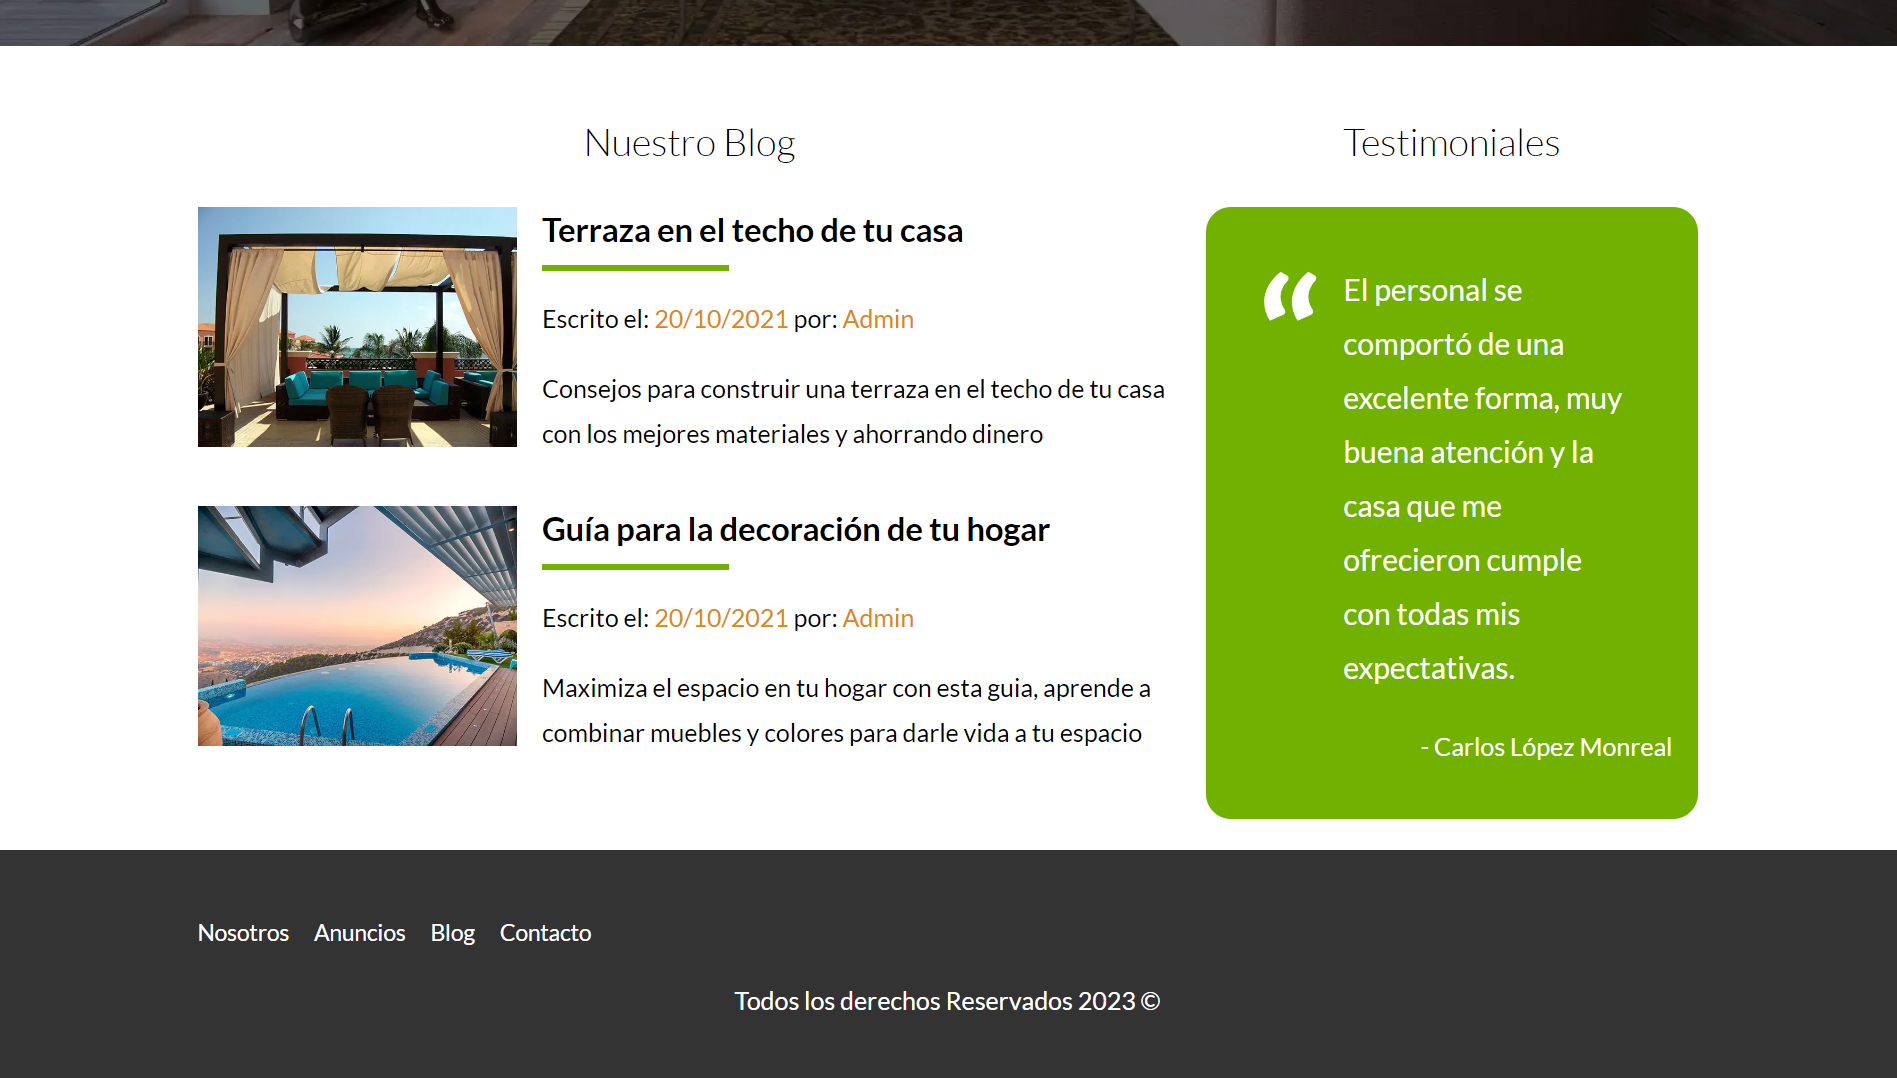 Nuestro Blog
Terraza en el techo de tu casa
Escrito el: 20/10/2021 por: Admin
Consejos para construir una terraza en el techo de tu casa
con los mejores materiales y ahorrando dinero
Guía para la decoración de tu hogar
Escrito el: 20/10/2021 por: Admin
Maximiza el espacio en tu hogar con esta guia, aprende a
combinar muebles y colores para darle vida a tu espacio
Testimoniales
“ El personal se
comportó de una
excelente forma, muy
buena atención y la
casa que me
ofrecieron cumple
con todas mis
expectativas.
- Carlos López Monreal
Nosotros Anuncios Blog Contacto
Todos los derechos Reservados 2023 ©